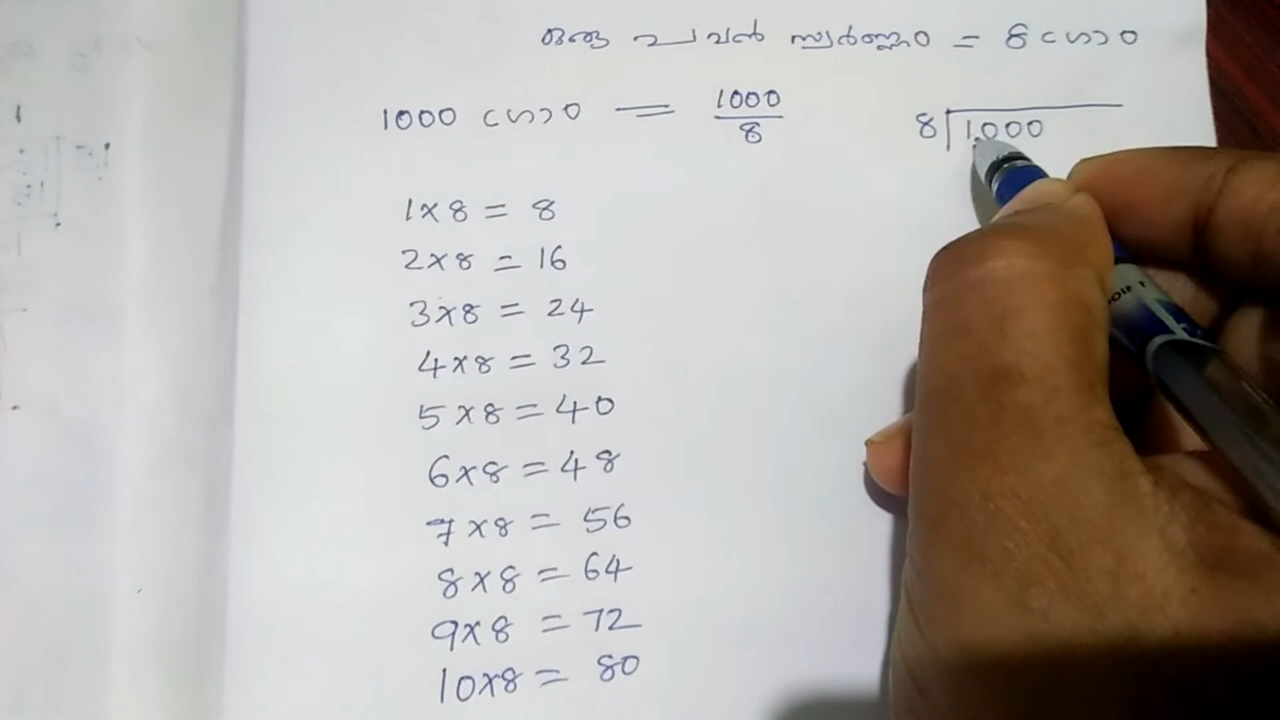 ഒരു പവൻ സ്വർണ്ണം = 8 ഗ്രാം
1000 ഗ്രാം = 1000/8
8 1000
1x8 = 8
2x8 = 16
3x8 = 24
4x8 = 32
5x8 = 40
6x8 = 48
7x8 = 56
8x8 = 64
9x8 = 72
10x8 = 80